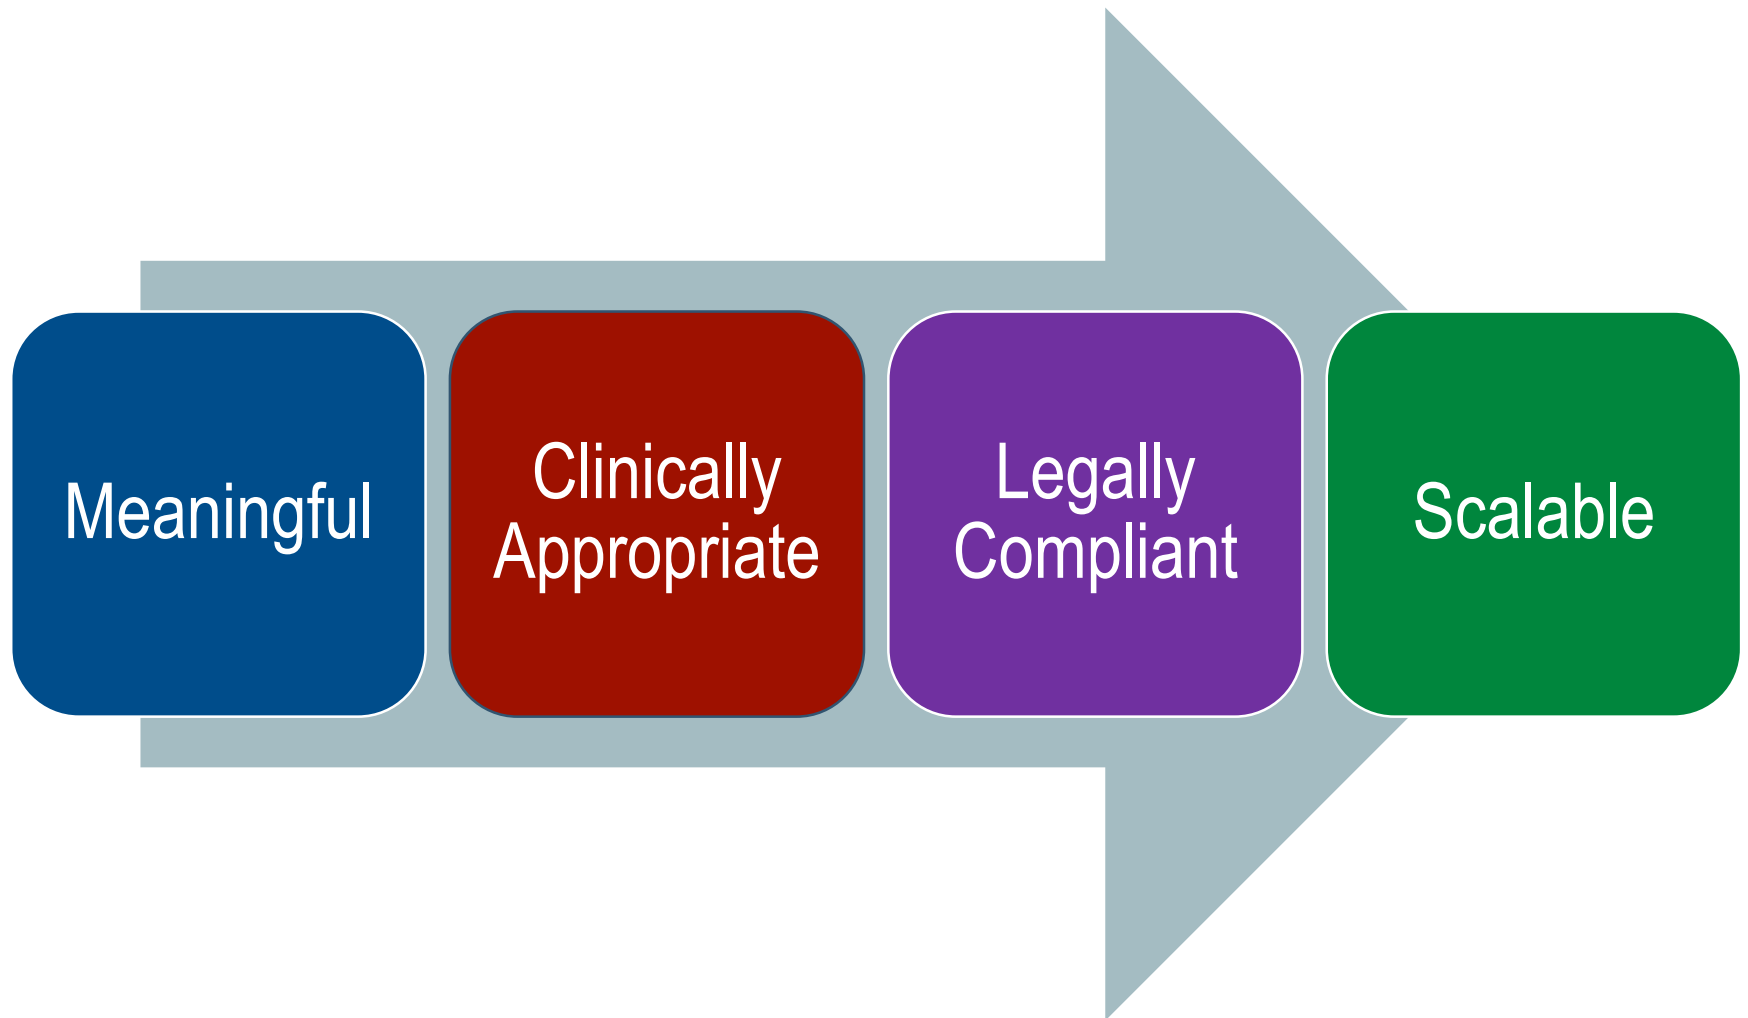 Meaningful
Clinically
Appropriate
Legally
Compliant
Scalable